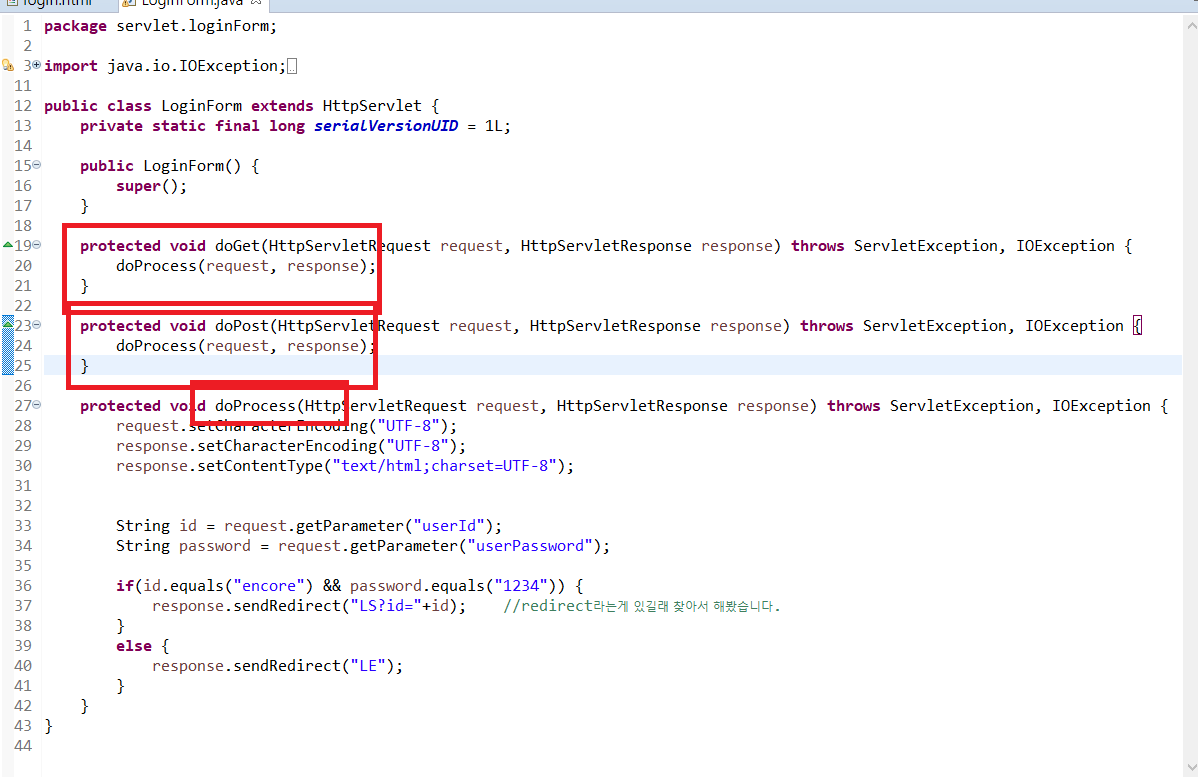 login.html LoginForm.java
1 package servlet.loginForm;
2
3 import java.io.IOException;
11
12 public class LoginForm extends HttpServlet {
13 private static final long serialVersionUID = 1L;
14
15 public LoginForm() {
16 super();
17 }
18
19 protected void doGet(HttpServletRequest request, HttpServletResponse response) throws ServletException, IOException {
20 doProcess(request, response);
21 }
22
23 protected void doPost(HttpServletRequest request, HttpServletResponse response) throws ServletException, IOException {
24 doProcess(request, response);
25 }
26
27 protected void doProcess(HttpServletRequest request, HttpServletResponse response) throws ServletException, IOException {
28 request.setCharacterEncoding("UTF-8");
29 response.setCharacterEncoding("UTF-8");
30 response.setContentType("text/html;charset=UTF-8");
31
32
33 String id = request.getParameter("userId");
34 String password = request.getParameter("userPassword");
35
36 if(id.equals("encore") && password.equals("1234")) {
37 response.sendRedirect("LS?id="+id); //redirect라는게 있길래 찾아서 해봤습니다.
38 }
39 else {
40 response.sendRedirect("LE");
41 }
42 }
43 }
44